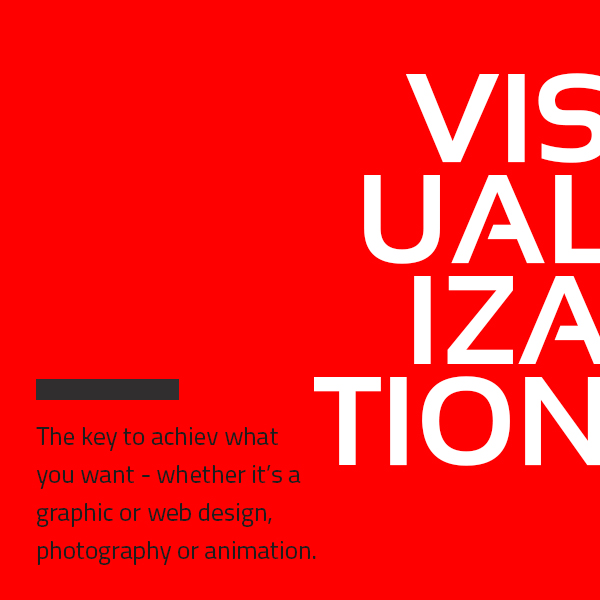 VIS
UAL
IZA
TION
The key to achiev what
you want - whether it's a
graphic or web design,
photography or animation.